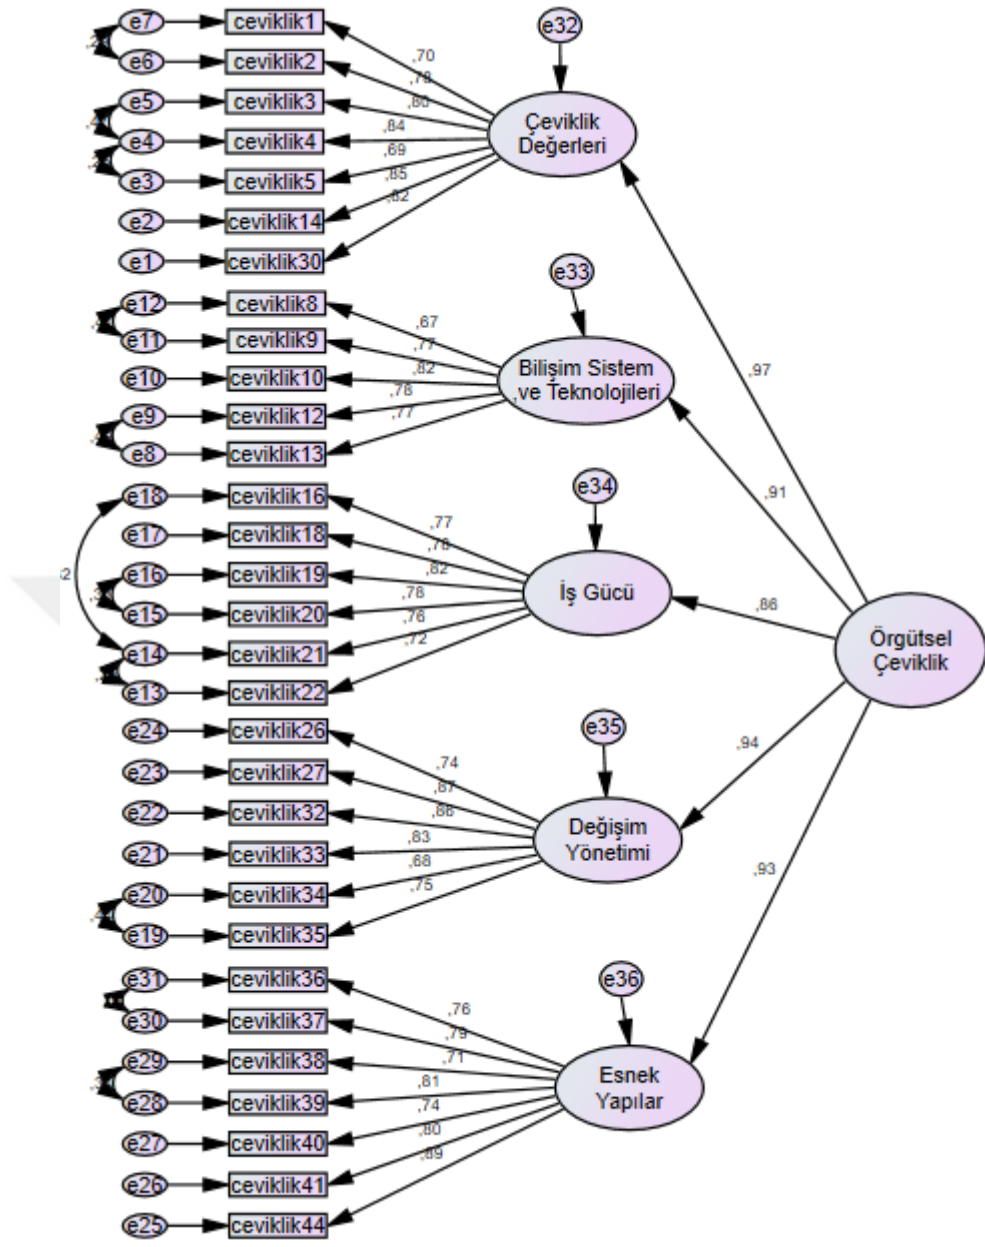 e32
e7
ceviklik1
,70
e6
ceviklik2
,78
Çeviklik
Değerleri
e5
ceviklik3
,80
e4
ceviklik4
,84
e3
ceviklik5
,69
e2
ceviklik14
,85
e1
ceviklik30
,82
,97
e33
e12
ceviklik8
,67
e11
ceviklik9
,77
Bilişim Sistem
,ve Teknolojileri
e10
ceviklik10
,82
e9
ceviklik12
,78
e8
ceviklik13
,77
,91
e34
e18
ceviklik16
,77
e17
ceviklik18
,78
e16
ceviklik19
,82
İş Gücü
e15
ceviklik20
,78
e14
ceviklik21
,76
e13
ceviklik22
,72
,86
Örgütsel
Çeviklik
e35
e24
ceviklik26
,74
e23
ceviklik27
,87
e22
ceviklik32
Değişim
Yönetimi
e21
ceviklik33
,83
e20
ceviklik34
,68
e19
ceviklik35
,75
,94
,93
e36
e31
ceviklik36
,76
e30
ceviklik37
,79
e29
ceviklik38
,71
Esnek
Yapılar
e28
ceviklik39
,81
e27
ceviklik40
,74
e26
ceviklik41
,80
e25
ceviklik44
,89